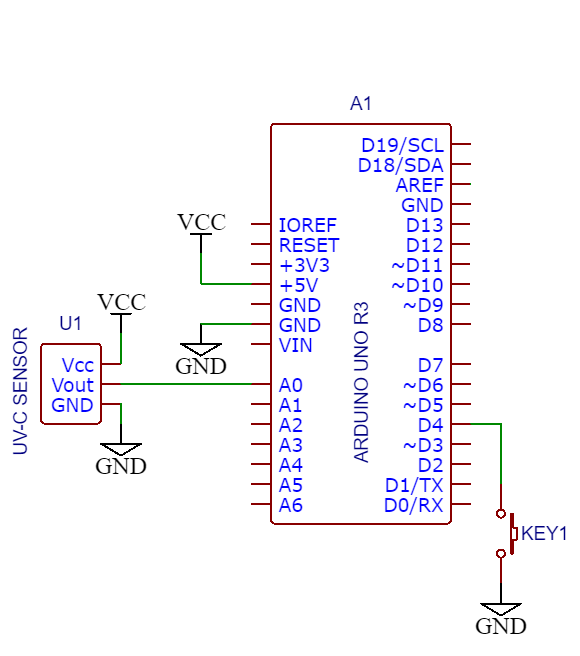 A1
D19/SCL
D18/SDA
AREF
GND
D13
D12
~D11
~D10
~D9
D8
D7
~D6
~D5
D4
~D3
D2
D1/TX
D0/RX
IOREF
RESET
+3V3
+5V
GND
GND
VIN
A0
A1
A2
A3
A4
A5
A6
ARDUINO UNO R3
VCC
GND
VCC
U1
Vcc
Vout
GND
UV-C SENSOR
GND
KEY1
GND